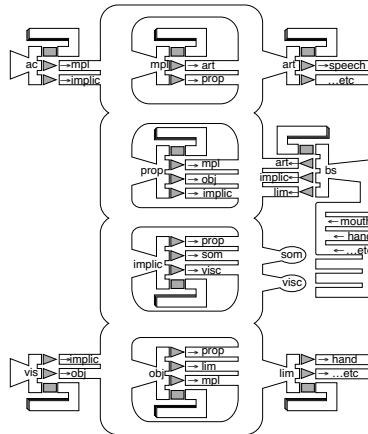 ac
→mpl
→implic
mpl
→art
→prop
art
→speech
...etc
prop
→mpl
→obj
→implic
art←
implic←
lim←
bs
←mouth
←hand
←...etc
implic
→prop
→som
→visc
som
visc
vis
→implic
→obj
obj
→prop
→lim
→mpl
lim
→hand
→...etc